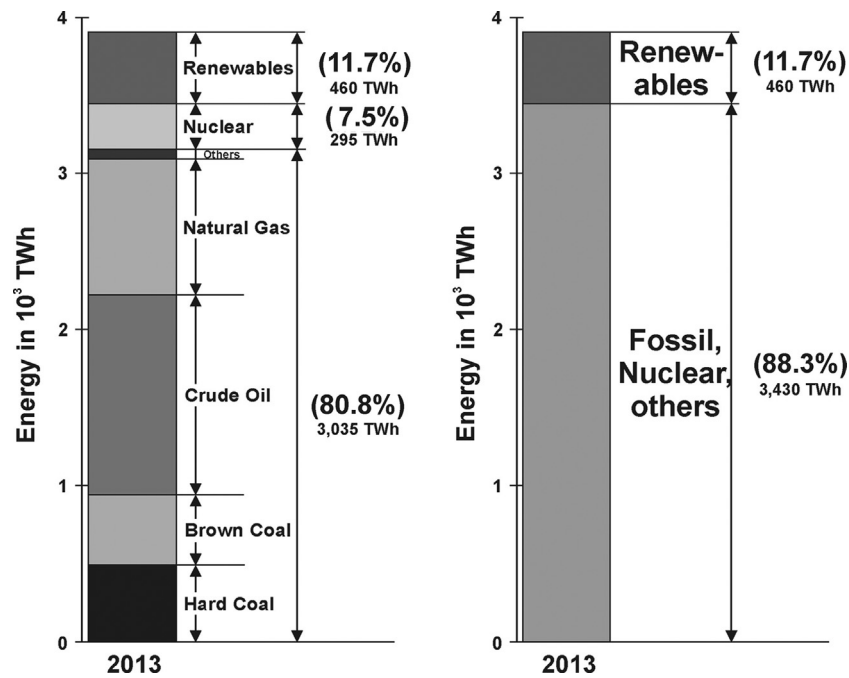 4
3
2
1
0
Energy in 10³ TWh
Renewables
(11.7%)
460 TWh
Nuclear
(7.5%)
295 TWh
Others
Natural Gas
Crude Oil
(80.8%)
3,035 TWh
Brown Coal
Hard Coal
2013
4
3
2
1
0
Energy in 10³ TWh
Renew-
ables
(11.7%)
460 TWh
Fossil,
Nuclear,
others
(88.3%)
3,430 TWh
2013